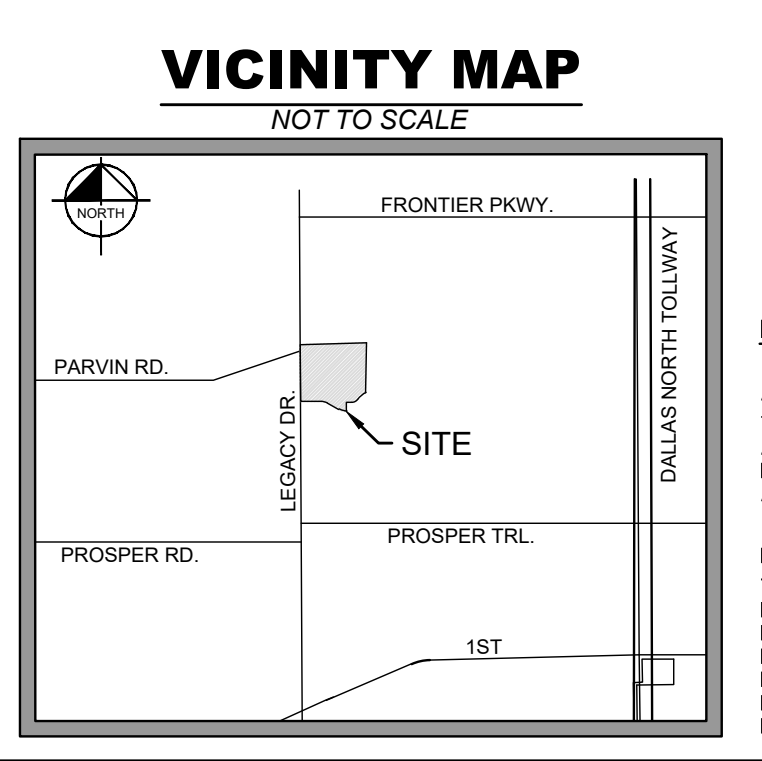 VICINITY MAP
NOT TO SCALE
NORTH
FRONTIER PKWY.
DALLAS NORTH TOLLWAY
PARVIN RD.
LEGACY DR.
SITE
PROSPER TRL.
PROSPER RD.
1ST